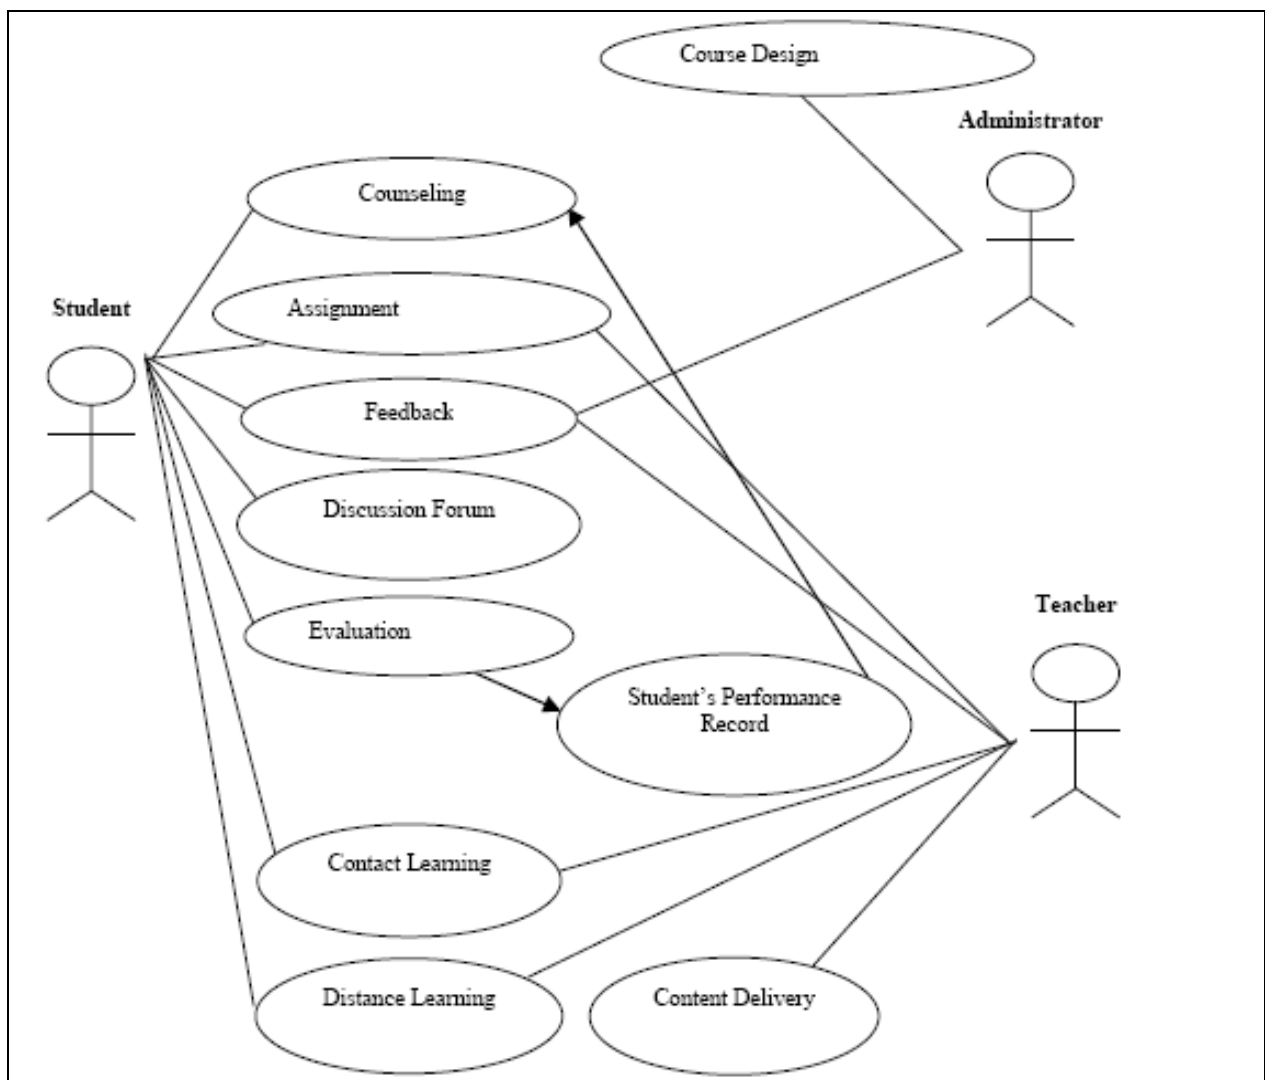 Course Design
Administrator
Counseling
Student
Assignment
Feedback
Discussion Forum
Teacher
Evaluation
Student’s Performance
Record
Contact Learning
Distance Learning
Content Delivery